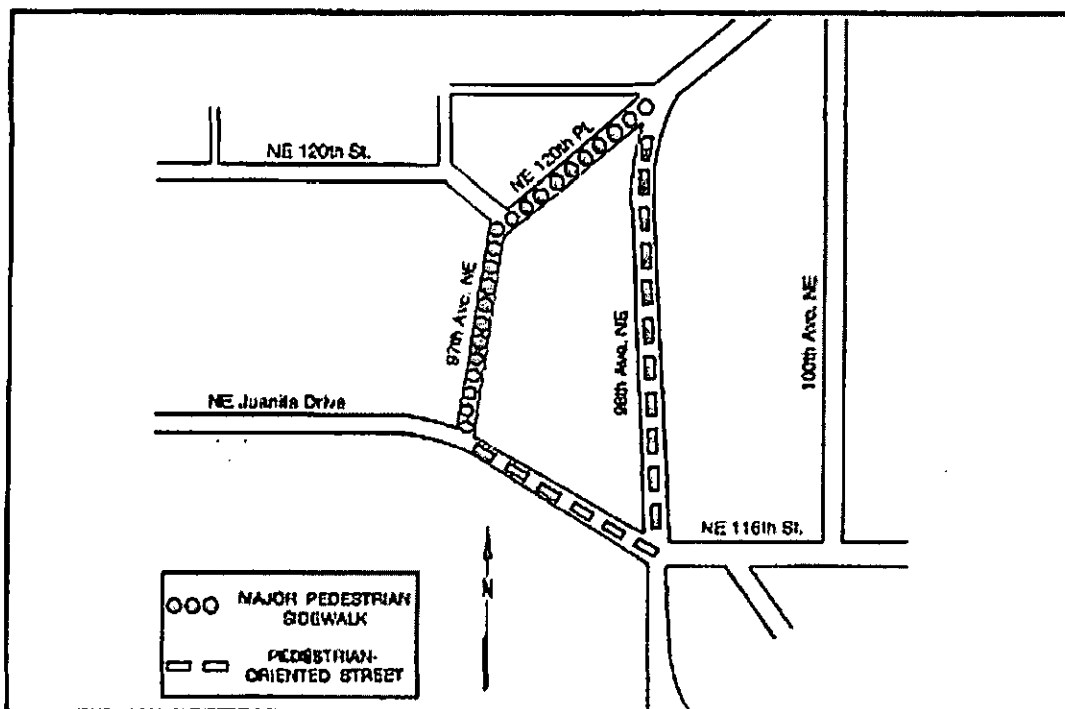 NE 120th St.
NE 120th Pl.
97th Ave. NE
98th Ave. NE
100th Ave. NE
NE Juanita Drive
NE 116th St.
N
MAJOR PEDESTRIAN
SIDEWALK
PEDESTRIAN-
ORIENTED STREET